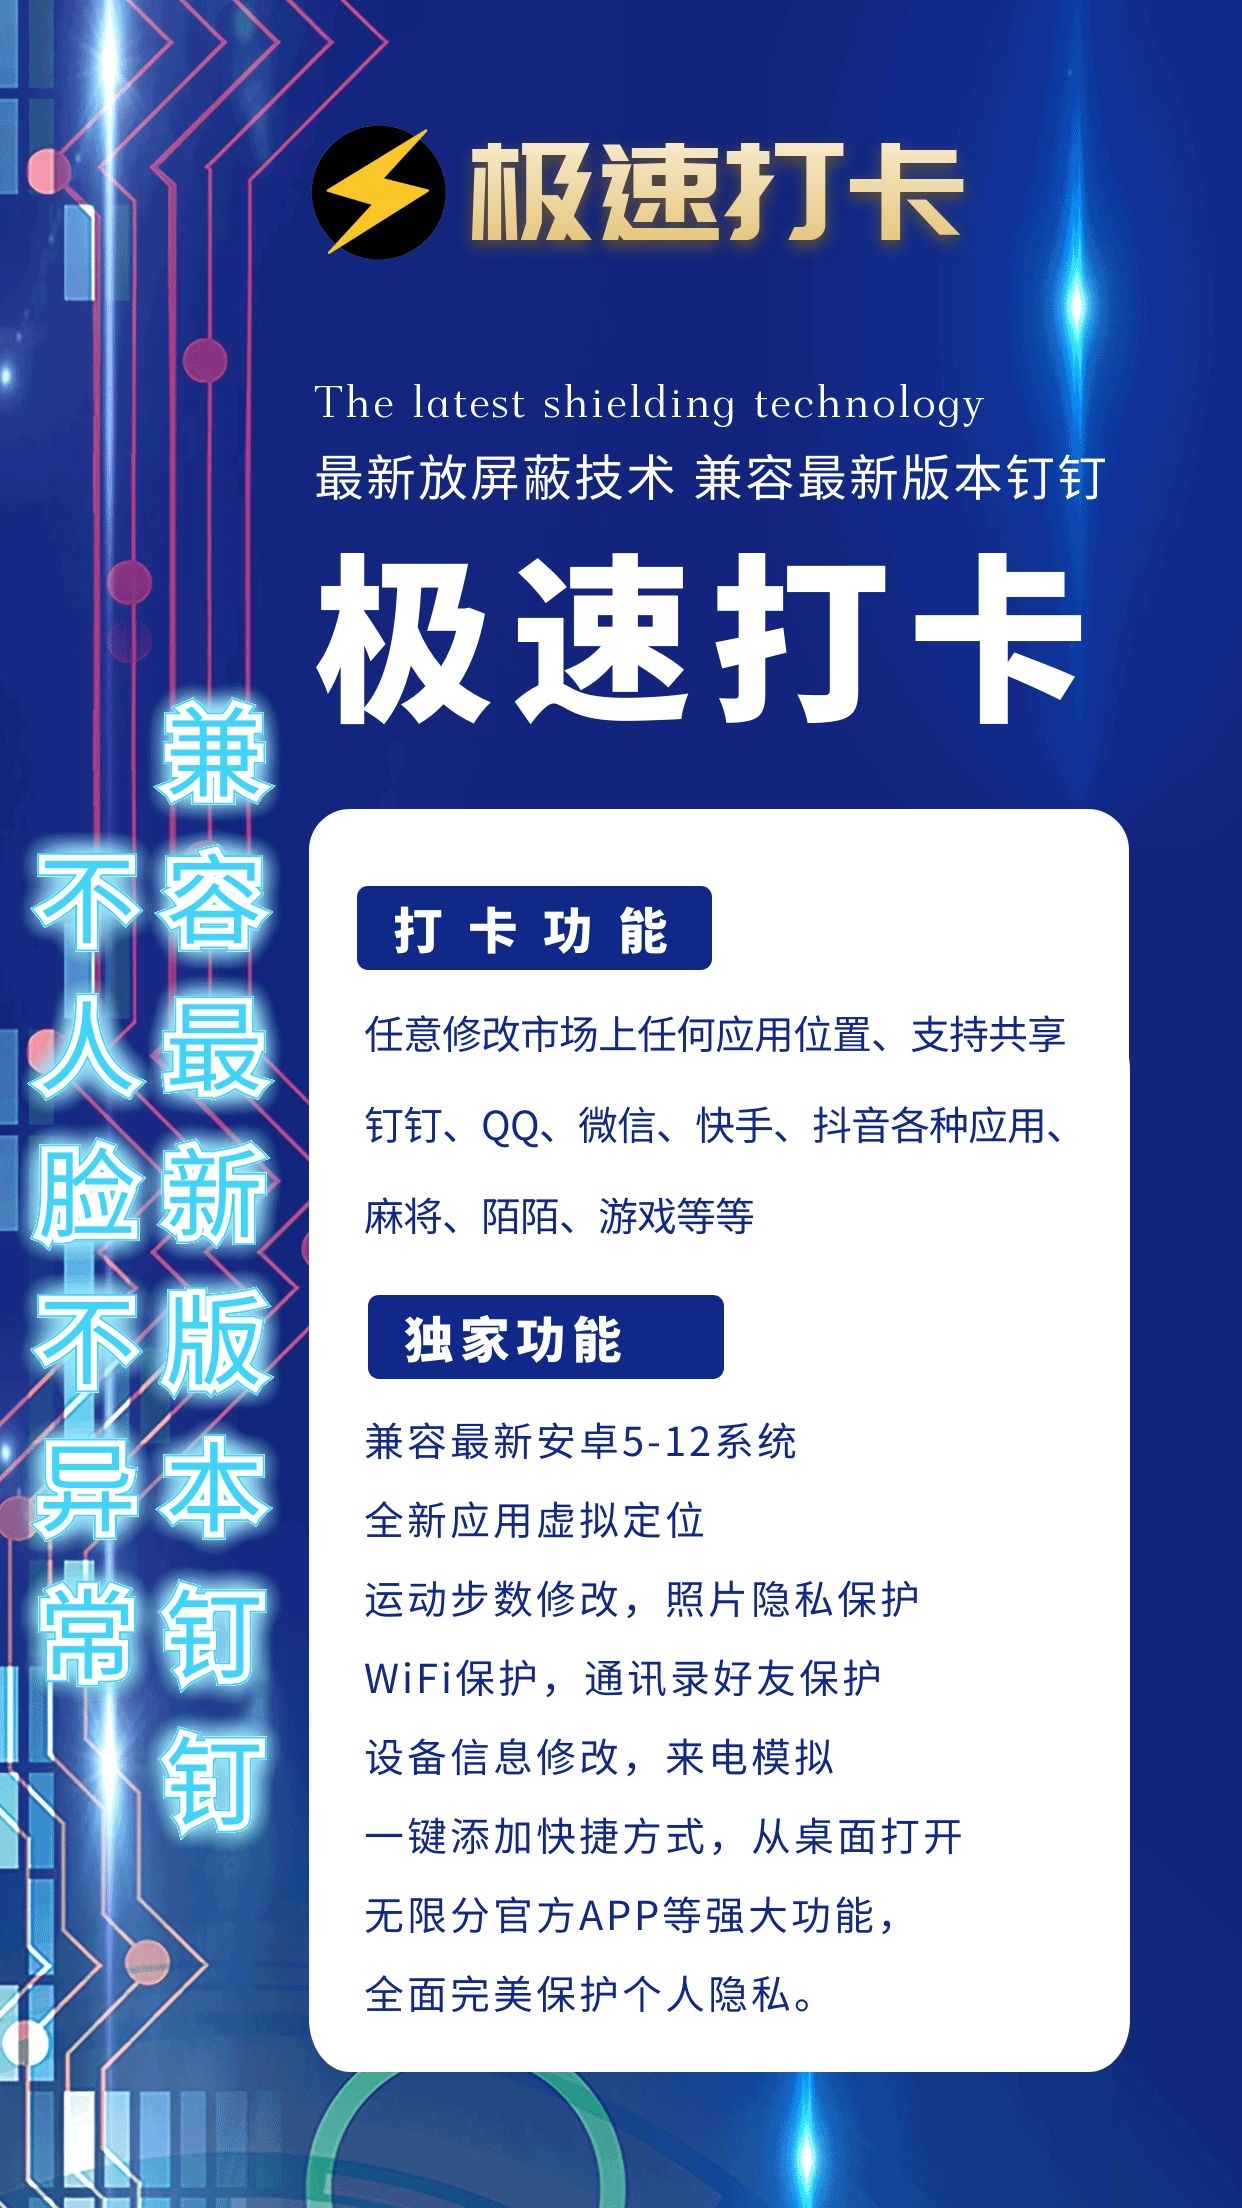 极速打卡
The latest shielding technology
最新放屏蔽技术 兼容最新版本钉钉
极速打卡
兼容最新版本钉钉
不人脸不异常
打卡功能
任意修改市场上任何应用位置、支持共享
钉钉、QQ、微信、快手、抖音各种应用、
麻将、陌陌、游戏等等
独家功能
兼容最新安卓5-12系统
全新应用虚拟定位
运动步数修改，照片隐私保护
WiFi保护，通讯录好友保护
设备信息修改，来电模拟
一键添加快捷方式，从桌面打开
无限分官方APP等强大功能，
全面完美保护个人隐私。